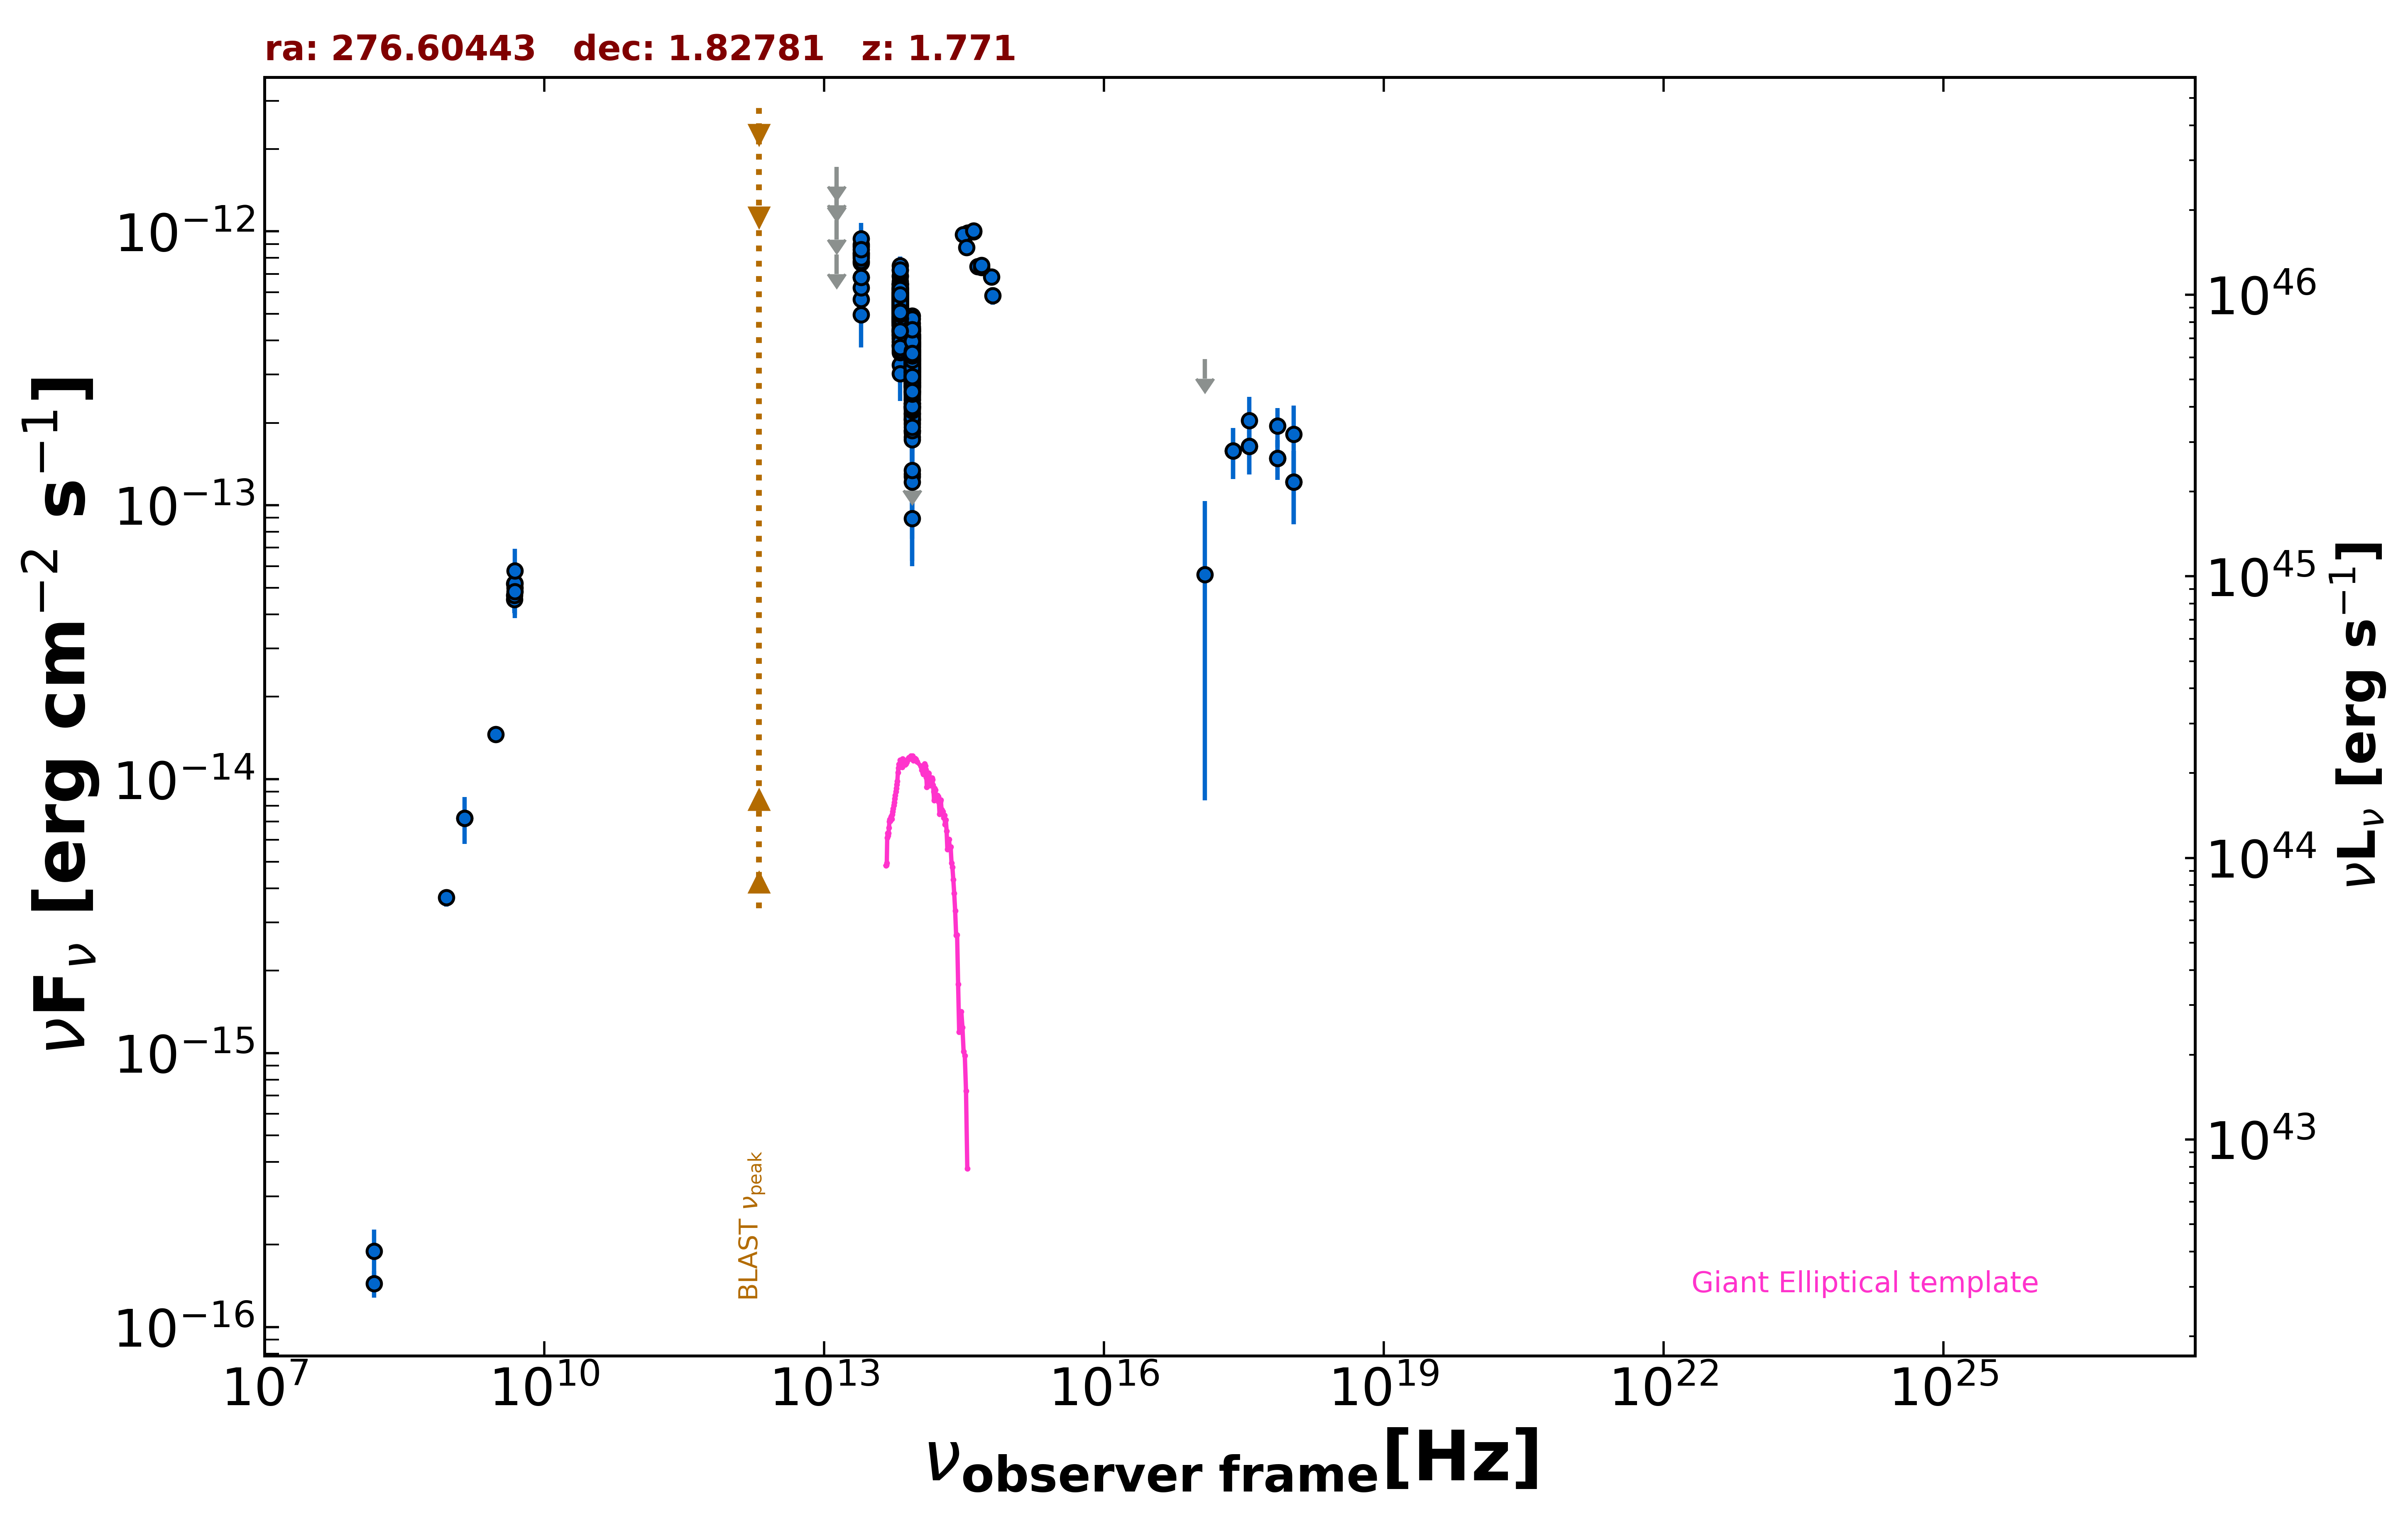 ra: 276.60443   dec: 1.82781   z: 1.771
νF_ν [erg cm^−2 s^−1]
10^−12
10^−13
10^−14
10^−15
10^−16
10^46
10^45
10^44
10^43
νL_ν [erg s^−1]
BLAST ν_peak
Giant Elliptical template
10^7 10^10 10^13 10^16 10^19 10^22 10^25
ν_observer frame [Hz]